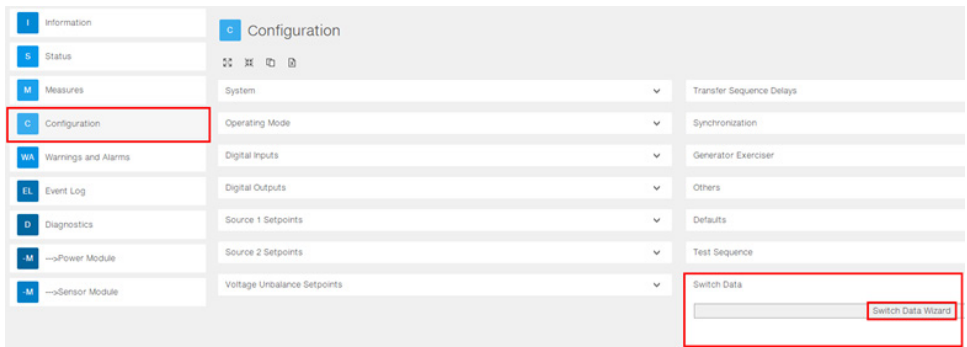 I Information
S Status
M Measures
C Configuration
WA Warnings and Alarms
EL Event Log
D Diagnostics
-M —>Power Module
-M —>Sensor Module
C Configuration
System
Operating Mode
Digital Inputs
Digital Outputs
Source 1 Setpoints
Source 2 Setpoints
Voltage Unbalance Setpoints
Transfer Sequence Delays
Synchronization
Generator Exerciser
Others
Defaults
Test Sequence
Switch Data
Switch Data Wizard